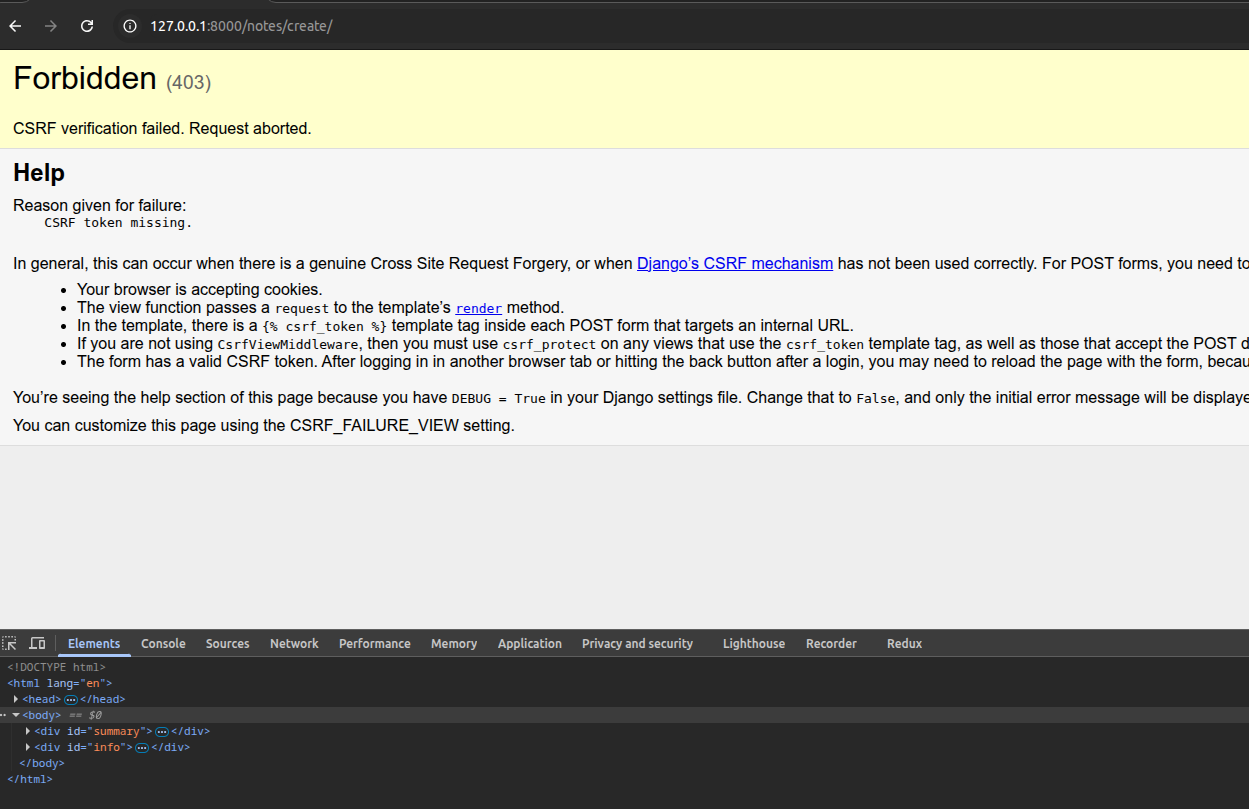 127.0.0.1:8000/notes/create/
Forbidden (403)
CSRF verification failed. Request aborted.
Help
Reason given for failure:
CSRF token missing.
In general, this can occur when there is a genuine Cross Site Request Forgery, or when Django’s CSRF mechanism has not been used correctly. For POST forms, you need to
Your browser is accepting cookies.
The view function passes a request to the template’s render method.
In the template, there is a {% csrf_token %} template tag inside each POST form that targets an internal URL.
If you are not using CsrfViewMiddleware, then you must use csrf_protect on any views that use the csrf_token template tag, as well as those that accept the POST d
The form has a valid CSRF token. After logging in in another browser tab or hitting the back button after a login, you may need to reload the page with the form, becau
You’re seeing the help section of this page because you have DEBUG = True in your Django settings file. Change that to False, and only the initial error message will be displaye
You can customize this page using the CSRF_FAILURE_VIEW setting.
Elements Console Sources Network Performance Memory Application Privacy and security Lighthouse Recorder Redux
<!DOCTYPE html>
<html lang="en">
<head> ⋯ </head>
<body> == $0
<div id="summary"> ⋯ </div>
<div id="info"> ⋯ </div>
</body>
</html>